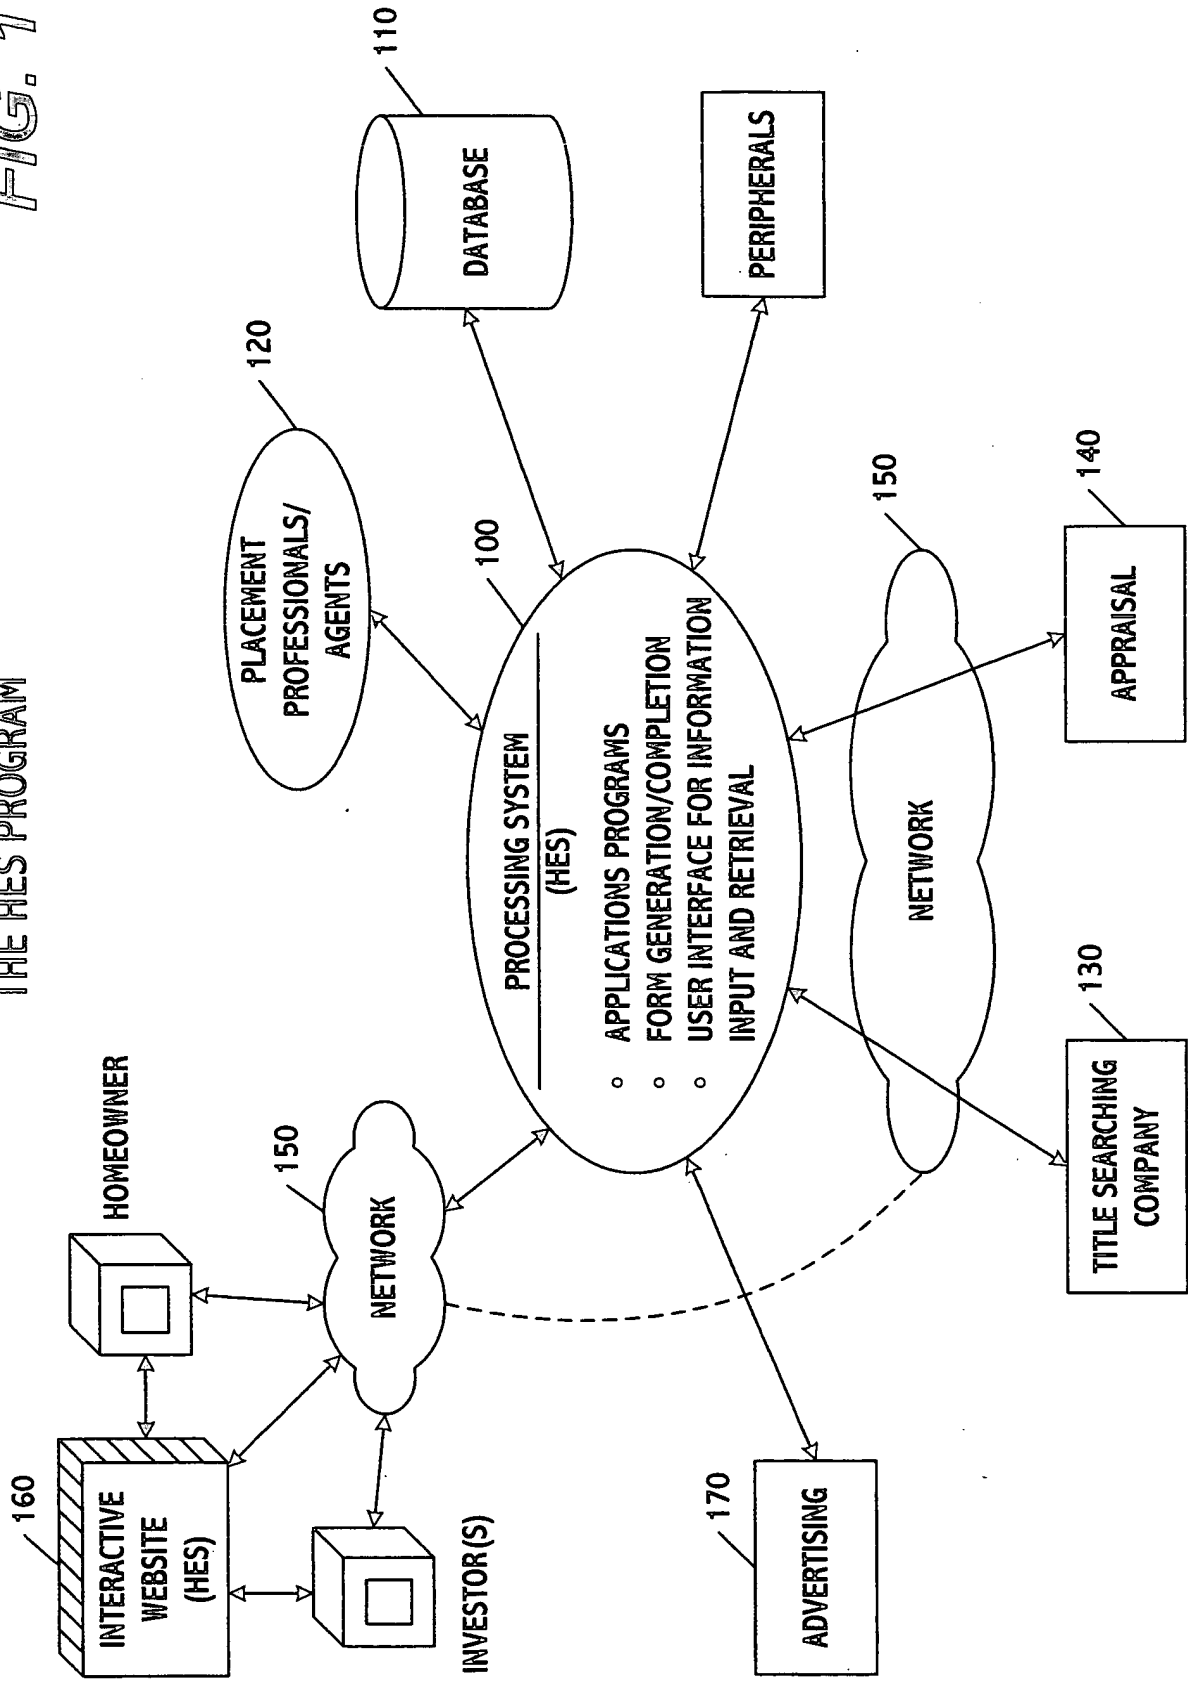 THE HES PROGRAM
FIG. 1
160
INTERACTIVE
WEBSITE
(HES)
HOMEOWNER
INVESTOR(S)
150
NETWORK
120
PLACEMENT
PROFESSIONALS/
AGENTS
110
DATABASE
100
PROCESSING SYSTEM
(HES)
APPLICATIONS PROGRAMS
FORM GENERATION/COMPLETION
USER INTERFACE FOR INFORMATION
INPUT AND RETRIEVAL
PERIPHERALS
150
NETWORK
170
ADVERTISING
130
TITLE SEARCHING
COMPANY
140
APPRAISAL